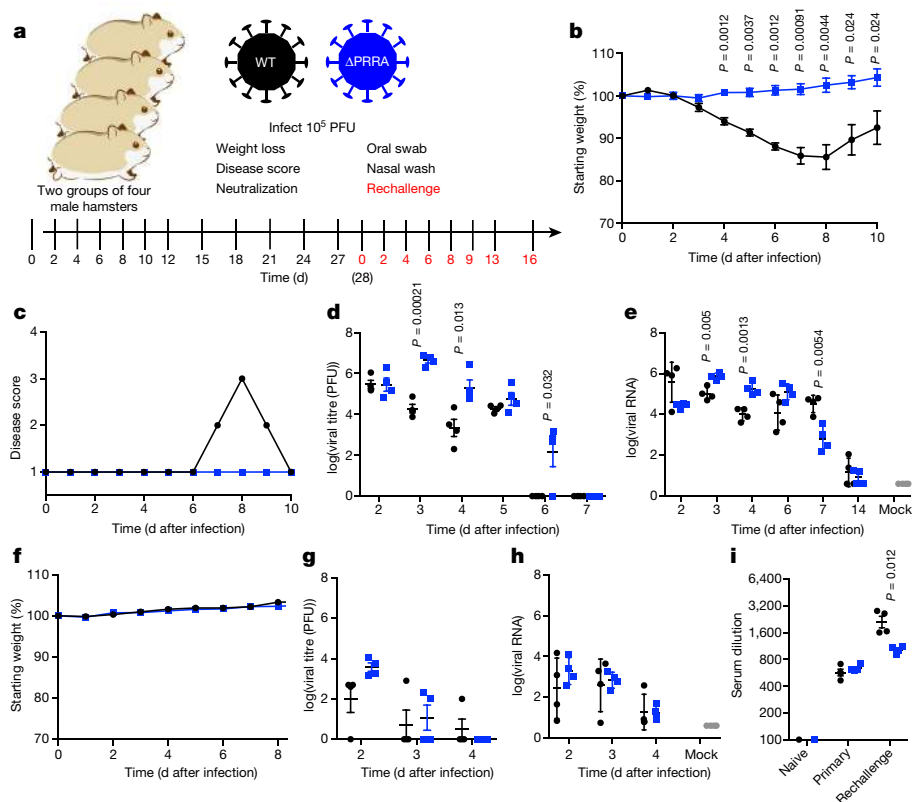 a
WT
ΔPRRA
Infect 10⁵ PFU
Weight loss
Oral swab
Disease score
Nasal wash
Neutralization
Rechallenge
Two groups of four
male hamsters
0 2 4 6 8 10 12 15 18 21 24 27 0 2 4 6 8 9 13 16
Time (d)
(28)
b
P = 0.0012
P = 0.0037
P = 0.0012
P = 0.00091
P = 0.00044
P = 0.024
P = 0.024
Starting weight (%)
110
100
90
80
70
0 2 4 6 8 10
Time (d after infection)
c
Disease score
4
3
2
1
0 2 4 6 8 10
Time (d after infection)
d
P = 0.00021
P = 0.013
P = 0.032
log(viral titre (PFU))
8
6
4
2
0
2 3 4 5 6 7
Time (d after infection)
e
P = 0.005
P = 0.0013
P = 0.0054
log(viral RNA)
8
6
4
2
0
2 3 4 6 7 14 Mock
Time (d after infection)
f
Starting weight (%)
110
100
90
80
70
0 2 4 6 8
Time (d after infection)
g
log(viral titre (PFU))
8
6
4
2
0
2 3 4
Time (d after infection)
h
log(viral RNA)
8
6
4
2
0
2 3 4 Mock
Time (d after infection)
i
P = 0.012
Serum dilution
6,400
3,200
1,600
800
400
200
100
Naive
Primary
Rechallenge